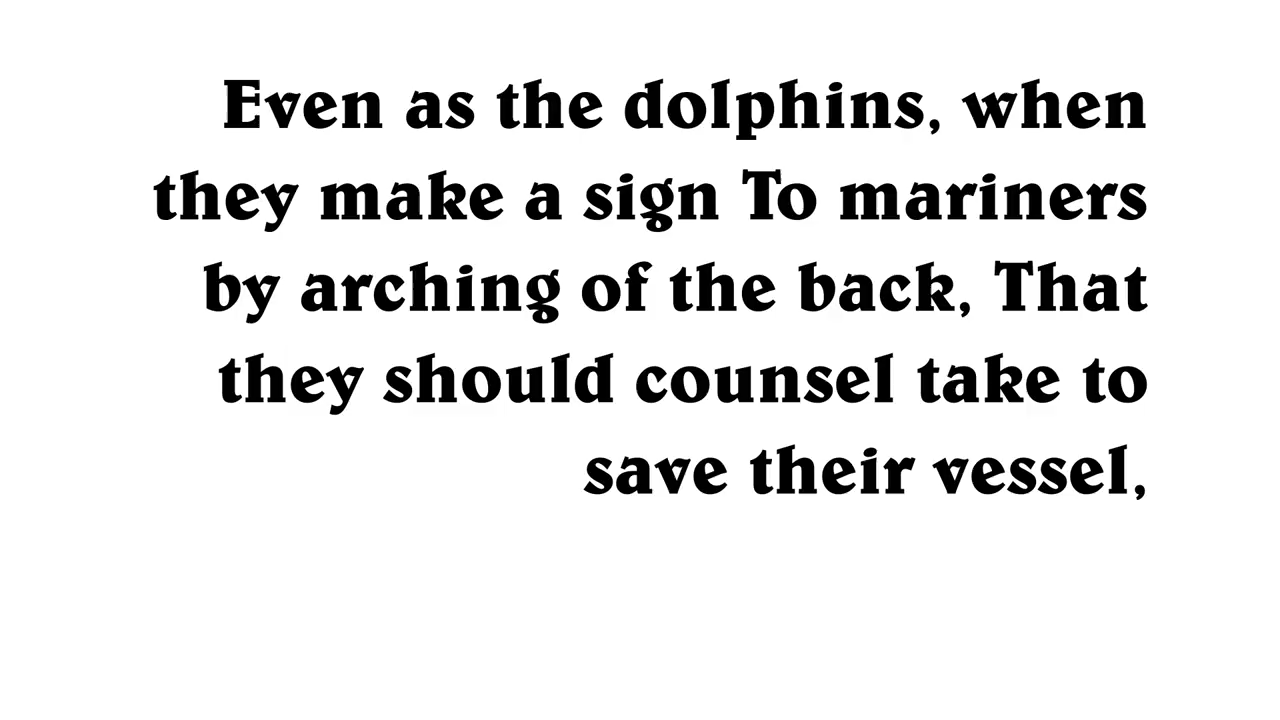 Even as the dolphins, when
they make a sign To mariners
by arching of the back, That
they should counsel take to
save their vessel,